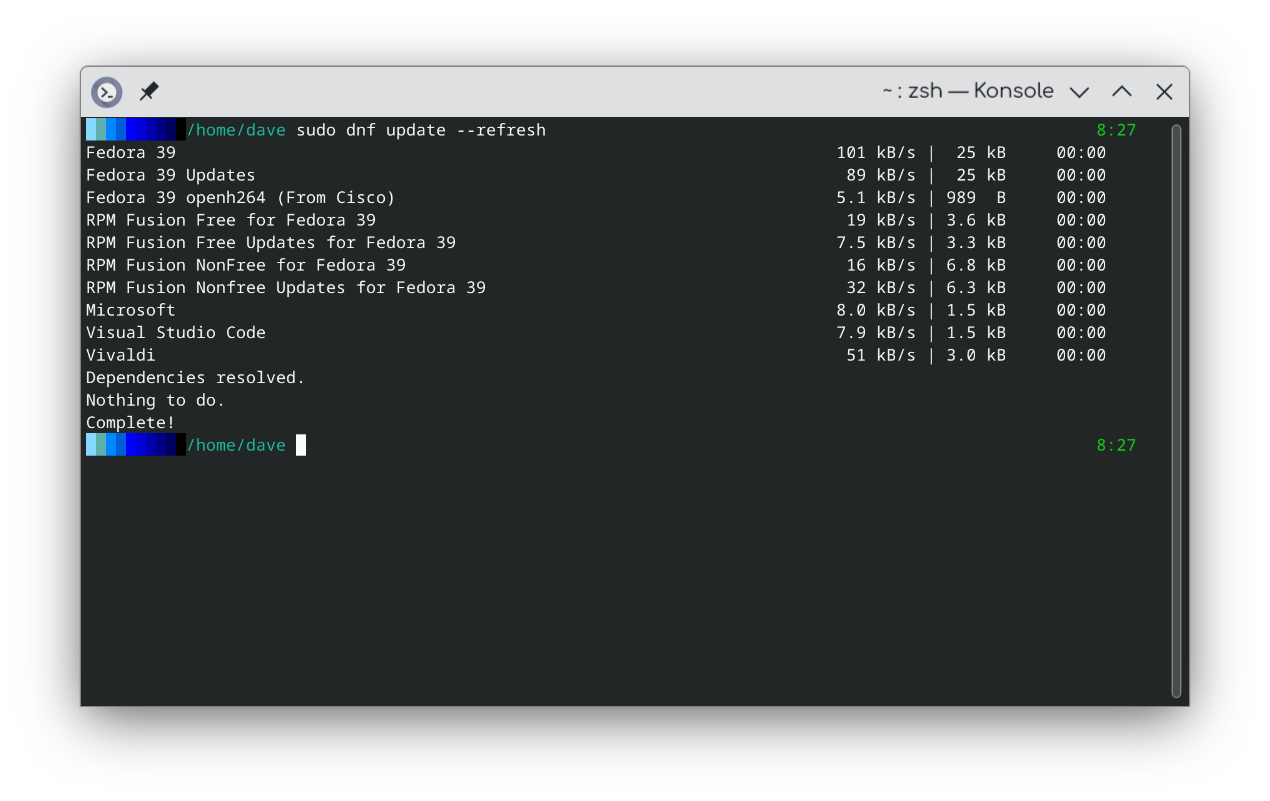 ~ : zsh — Konsole
/home/dave sudo dnf update --refresh 8:27
Fedora 39 101 kB/s | 25 kB 00:00
Fedora 39 Updates 89 kB/s | 25 kB 00:00
Fedora 39 openh264 (From Cisco) 5.1 kB/s | 989 B 00:00
RPM Fusion Free for Fedora 39 19 kB/s | 3.6 kB 00:00
RPM Fusion Free Updates for Fedora 39 7.5 kB/s | 3.3 kB 00:00
RPM Fusion NonFree for Fedora 39 16 kB/s | 6.8 kB 00:00
RPM Fusion Nonfree Updates for Fedora 39 32 kB/s | 6.3 kB 00:00
Microsoft 8.0 kB/s | 1.5 kB 00:00
Visual Studio Code 7.9 kB/s | 1.5 kB 00:00
Vivaldi 51 kB/s | 3.0 kB 00:00
Dependencies resolved.
Nothing to do.
Complete!
/home/dave 8:27